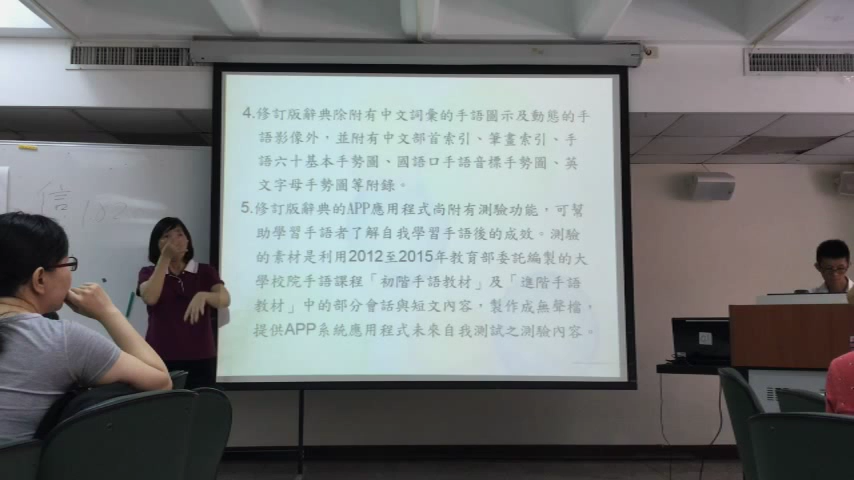 4.修訂版辭典除附有中文詞彙的手語圖示及動態的手
語影像外，並附有中文部首索引、筆畫索引、手
語六十基本手勢圖、國語口手語音標手勢圖、英
文字母手勢圖等附錄。
5.修訂版辭典的APP應用程式尚附有測驗功能，可幫
助學習手語者了解自我學習手語後的成效。測驗
的素材是利用2012至2015年教育部委託編製的大
學校院手語課程「初階手語教材」及「進階手語
教材」中的部分會話與短文內容，製作成無聲檔，
提供APP系統應用程式未來自我測試之測驗內容。
信